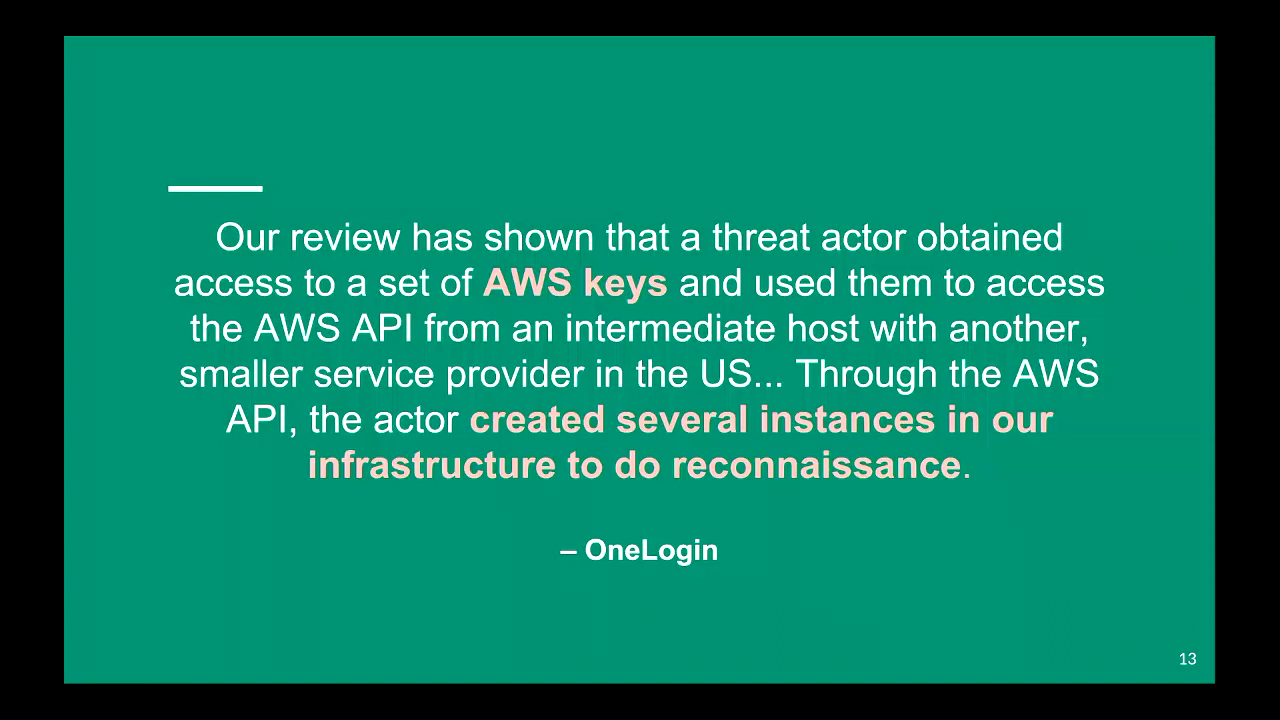 Our review has shown that a threat actor obtained
access to a set of AWS keys and used them to access
the AWS API from an intermediate host with another,
smaller service provider in the US... Through the AWS
API, the actor created several instances in our
infrastructure to do reconnaissance.
– OneLogin
13